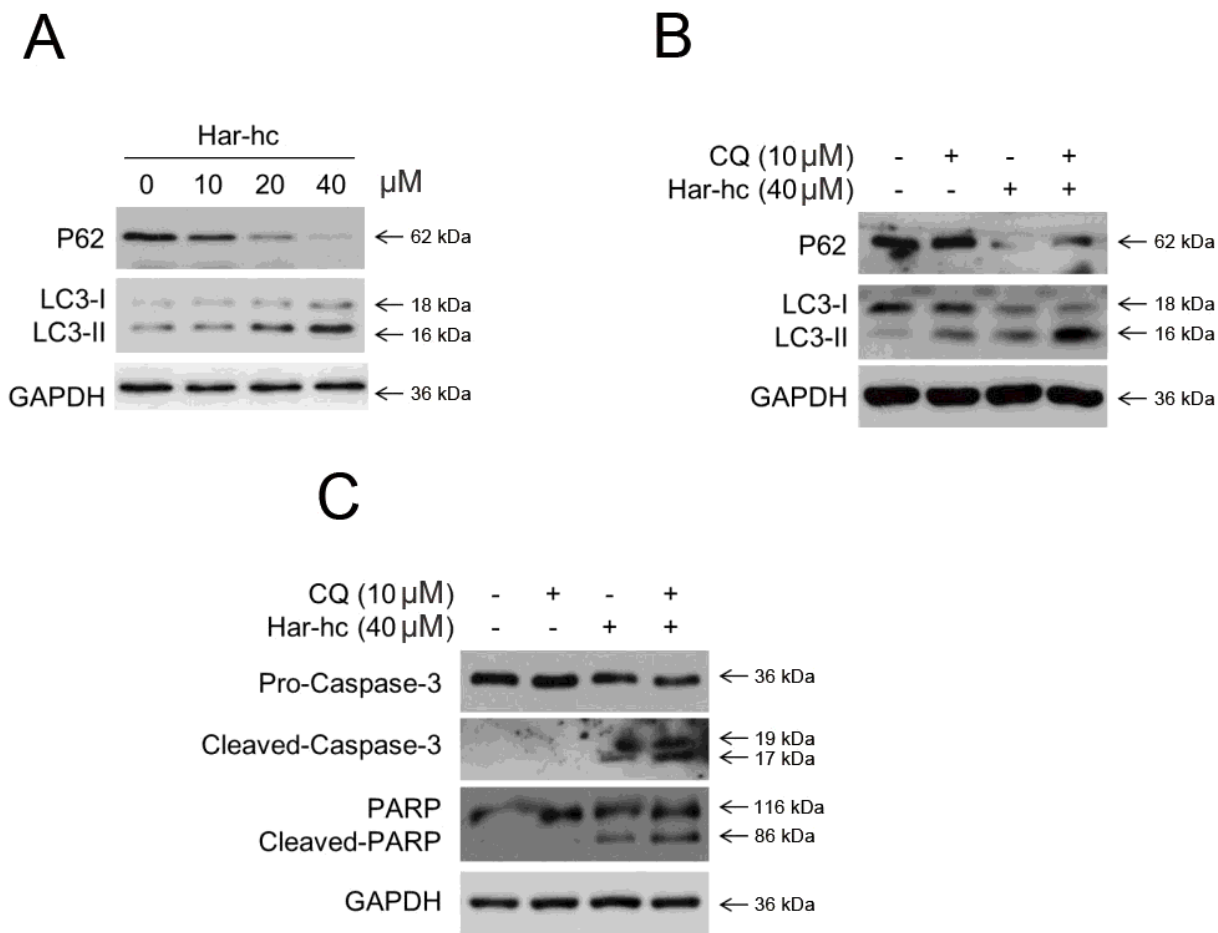 A
Har-hc
0 10 20 40 µM
P62 ← 62 kDa
LC3-I ← 18 kDa
LC3-II ← 16 kDa
GAPDH ← 36 kDa
B
CQ (10 µM) - + - +
Har-hc (40 µM) - - + +
P62 ← 62 kDa
LC3-I ← 18 kDa
LC3-II ← 16 kDa
GAPDH ← 36 kDa
C
CQ (10 µM) - + - +
Har-hc (40 µM) - - + +
Pro-Caspase-3 ← 36 kDa
Cleaved-Caspase-3 ← 19 kDa
← 17 kDa
PARP ← 116 kDa
Cleaved-PARP ← 86 kDa
GAPDH ← 36 kDa